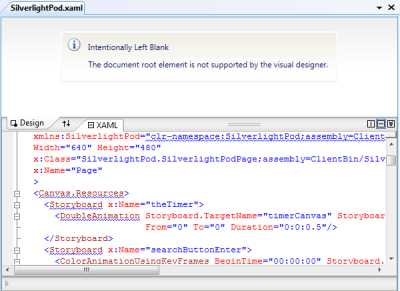 SilverlightPod.xaml
Intentionally Left Blank
The document root element is not supported by the visual designer.
Design XAML
xmlns:SilverlightPod="clr-namespace:SilverlightPod;assembly=Client
Width="640" Height="480"
x:Class="SilverlightPod.SilverlightPodPage;assembly=ClientBin/Silv
x:Name="Page"
>
<Canvas.Resources>
<Storyboard x:Name="theTimer">
<DoubleAnimation Storyboard.TargetName="timerCanvas" Storyboar
From="0" To="0" Duration="0:0:0.5"/>
</Storyboard>
<Storyboard x:Name="searchButtonEnter">
<ColorAnimationUsingKeyFrames BeginTime="00:00:00" Storyboard.